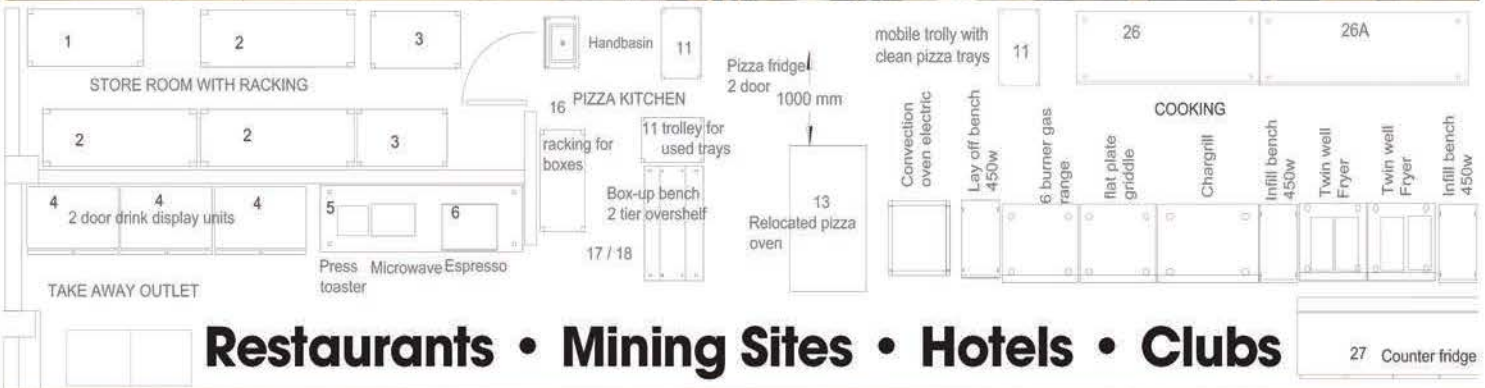 1
2
3
STORE ROOM WITH RACKING
2
2
3
4
4
4
2 door drink display units
TAKE AWAY OUTLET
5
6
Press
toaster
Microwave
Espresso
Handbasin
11
16
PIZZA KITCHEN
racking for
boxes
11 trolley for
used trays
Box-up bench
2 tier overshelf
17 / 18
Pizza fridge
2 door
1000 mm
13
Relocated pizza
oven
mobile trolly with
clean pizza trays
11
26
26A
COOKING
Convection
oven electric
Lay off bench
450w
6 burner gas
range
flat plate
griddle
Chargrill
Infill bench
450w
Twin well
Fryer
Twin well
Fryer
Infill bench
450w
Restaurants • Mining Sites • Hotels • Clubs
27 Counter fridge